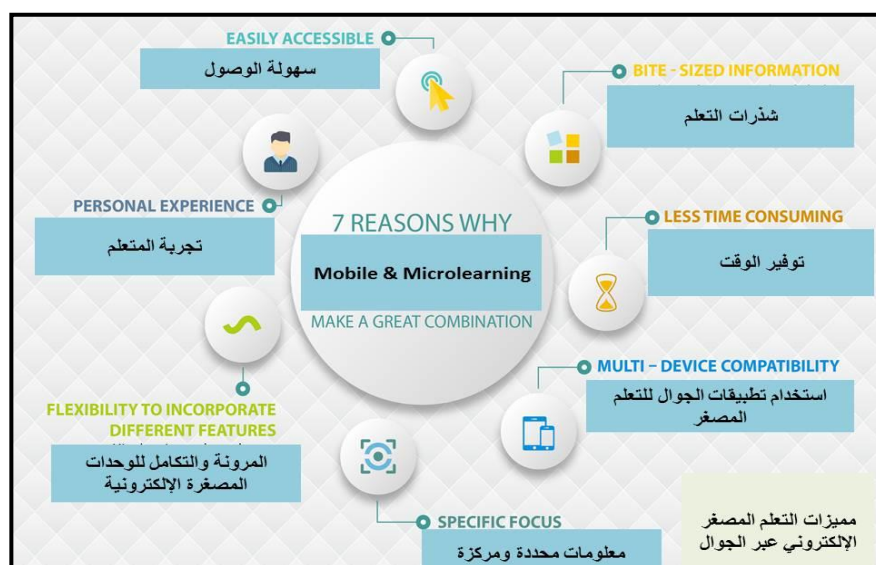 EASILY ACCESSIBLE
سهولة الوصول
BITE - SIZED INFORMATION
شذرات التعلم
PERSONAL EXPERIENCE
تجربة المتعلم
7 REASONS WHY
Mobile & Microlearning
MAKE A GREAT COMBINATION
LESS TIME CONSUMING
توفير الوقت
MULTI – DEVICE COMPATIBILITY
استخدام تطبيقات الجوال للتعلم
المصغر
FLEXIBILITY TO INCORPORATE
DIFFERENT FEATURES
المرونة والتكامل للوحدات
المصغرة الإلكترونية
SPECIFIC FOCUS
معلومات محددة ومركزة
مميزات التعلم المصغر
الإلكتروني عبر الجوال